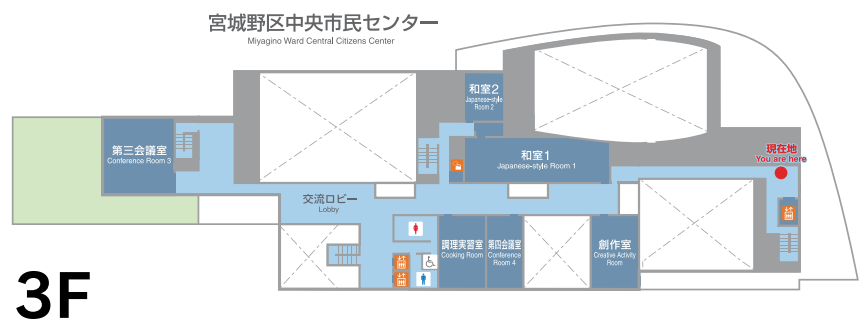 宮城野区中央市民センター
Miyagino Ward Central Citizens Center
和室2
Japanese-style
Room 2
第三会議室
Conference Room 3
和室1
Japanese-style Room 1
現在地
You are here
交流ロビー
Lobby
調理実習室
Cooking Room
第四会議室
Conference
Room 4
創作室
Creative Activity
Room
3F